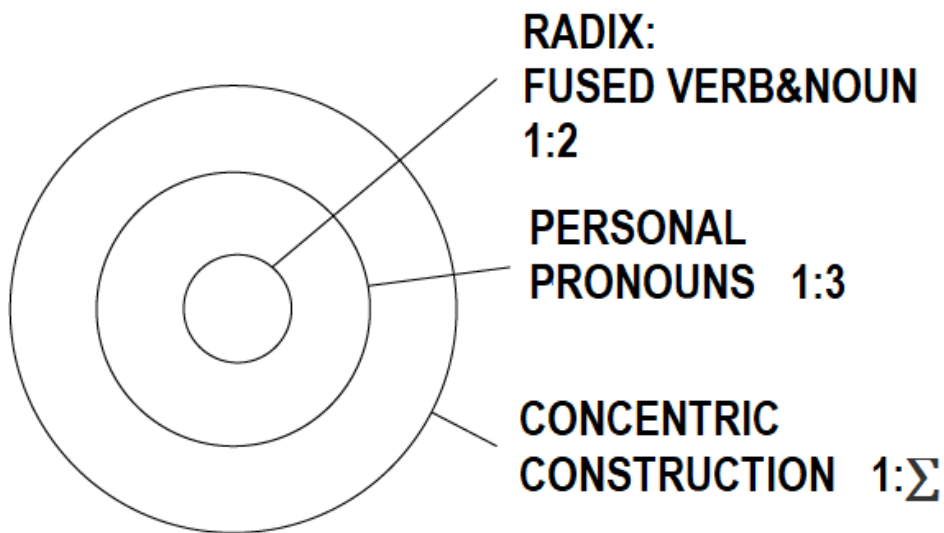 RADIX:
FUSED VERB&NOUN
1:2
PERSONAL
PRONOUNS 1:3
CONCENTRIC
CONSTRUCTION 1:∑